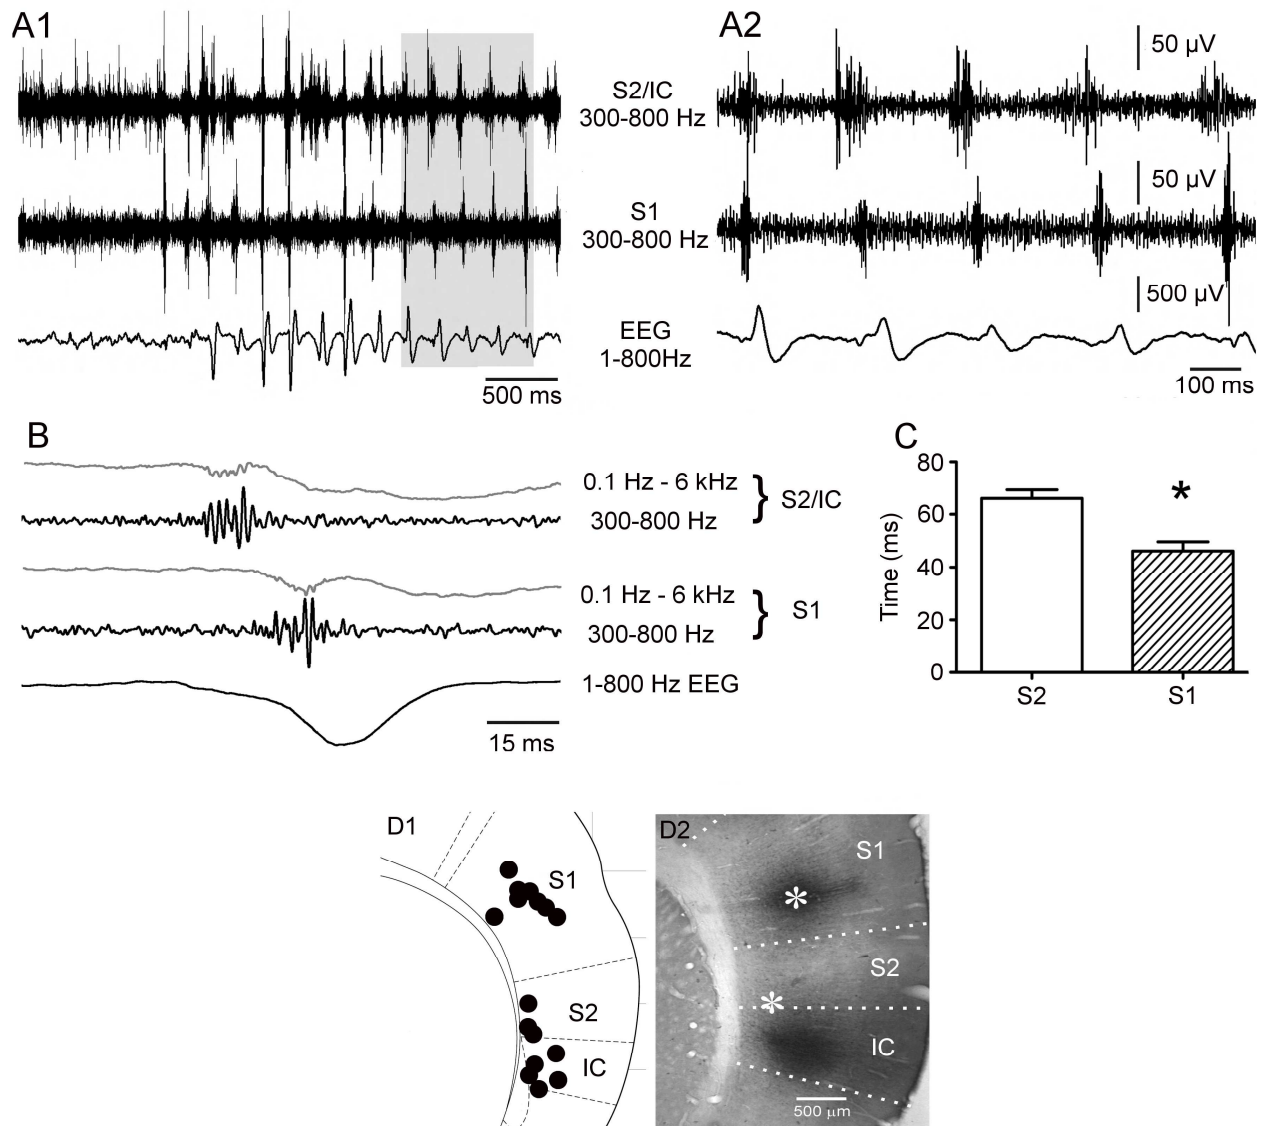 A1
A2
S2/IC
300-800 Hz
50 µV
S1
300-800 Hz
50 µV
500 µV
EEG
1-800Hz
500 ms
100 ms
B
0.1 Hz - 6 kHz
300-800 Hz
} S2/IC
0.1 Hz - 6 kHz
300-800 Hz
} S1
1-800 Hz EEG
15 ms
C
80
60
40
20
0
Time (ms)
*
S2
S1
D1
S1
S2
IC
D2
S1
*
S2
*
IC
500 µm